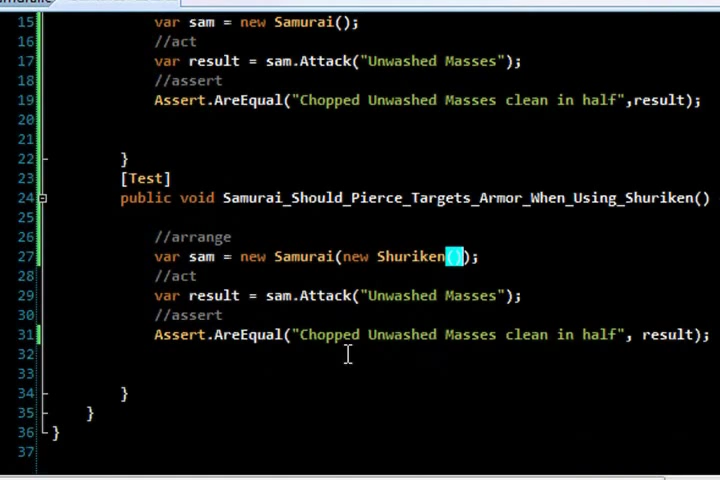 15 var sam = new Samurai();
16 //act
17 var result = sam.Attack("Unwashed Masses");
18 //assert
19 Assert.AreEqual("Chopped Unwashed Masses clean in half",result);
20
21
22 }
23 [Test]
24 public void Samurai_Should_Pierce_Targets_Armor_When_Using_Shuriken()
25
26 //arrange
27 var sam = new Samurai(new Shuriken());
28 //act
29 var result = sam.Attack("Unwashed Masses");
30 //assert
31 Assert.AreEqual("Chopped Unwashed Masses clean in half", result);
32
33
34 }
35 }
36 }
37